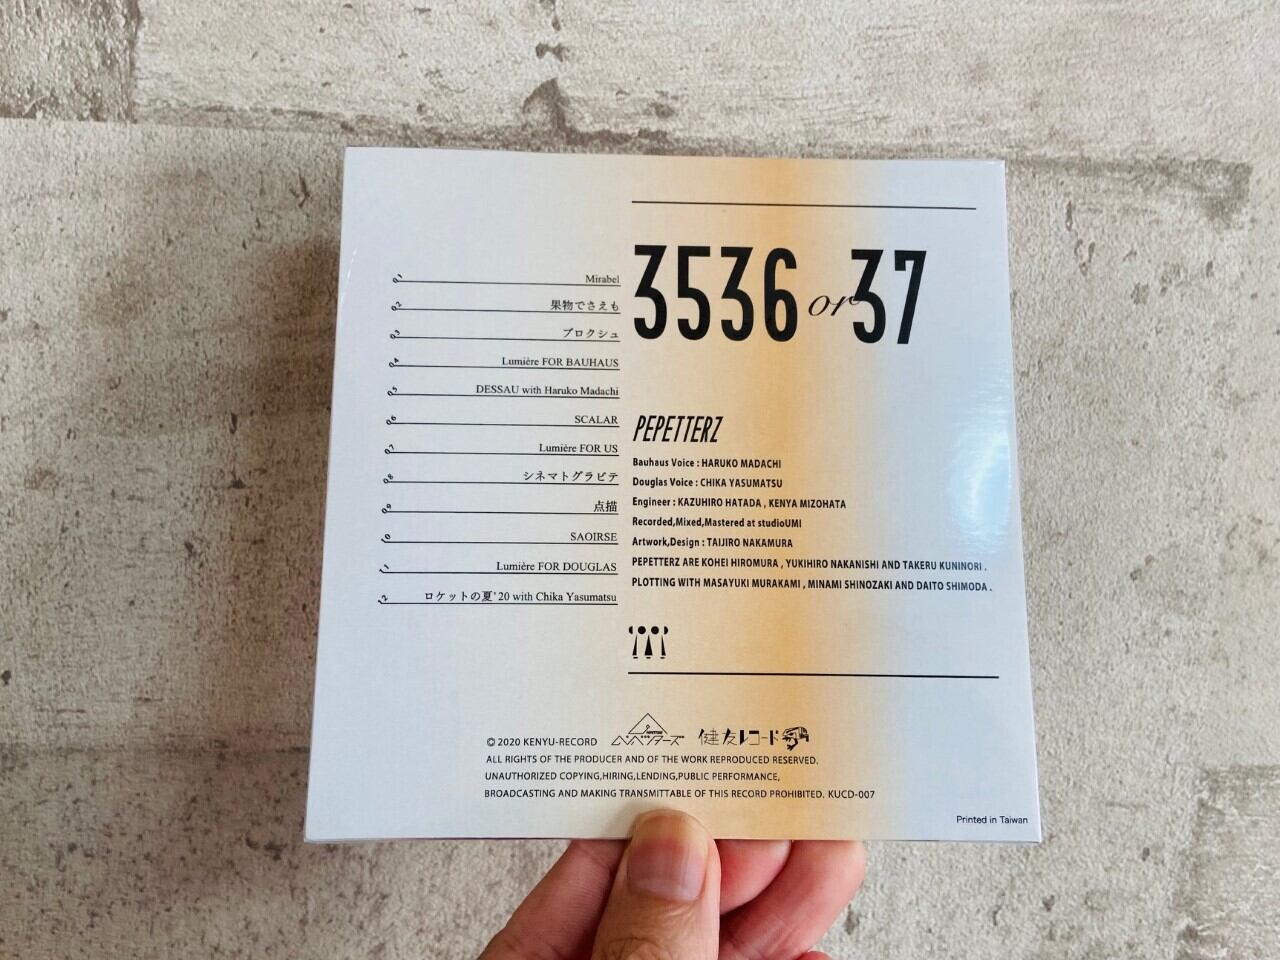 01 Mirabel
02 果物でさえも
03 ブロクシュ
04 Lumière FOR BAUHAUS
05 DESSAU with Haruko Madachi
06 SCALAR
07 Lumière FOR US
08 シネマトグラビテ
09 点描
10 SAOIRSE
11 Lumière FOR DOUGLAS
12 ロケットの夏'20 with Chika Yasumatsu
3536 or 37
PEPETTERZ
Bauhaus Voice : HARUKO MADACHI
Douglas Voice : CHIKA YASUMATSU
Engineer : KAZUHIRO HATADA , KENYA MIZOHATA
Recorded,Mixed,Mastered at studioUMI
Artwork,Design : TAIJIRO NAKAMURA
PEPETTERZ ARE KOHEI HIROMURA , YUKIHIRO NAKANISHI AND TAKERU KUNINORI .
PLOTTING WITH MASAYUKI MURAKAMI , MINAMI SHINOZAKI AND DAITO SHIMODA .
© 2020 KENYU-RECORD ペペッターズ 健友レコード
ALL RIGHTS OF THE PRODUCER AND OF THE WORK REPRODUCED RESERVED.
UNAUTHORIZED COPYING,HIRING,LENDING,PUBLIC PERFORMANCE,
BROADCASTING AND MAKING TRANSMITTABLE OF THIS RECORD PROHIBITED. KUCD-007
Printed in Taiwan